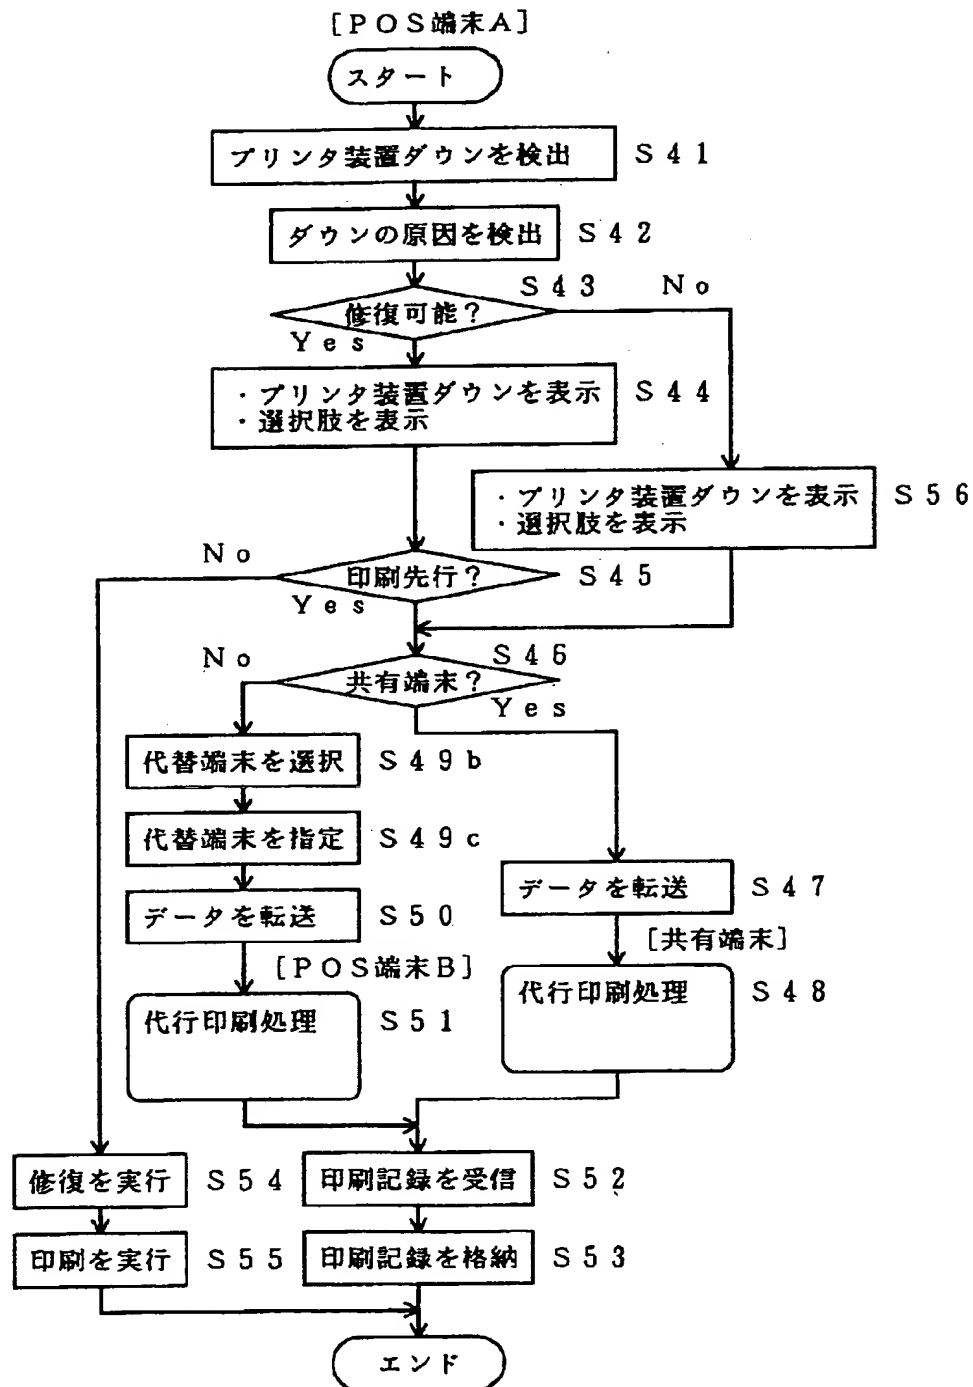 [POS端末A]
スタート
プリンタ装置ダウンを検出 S41
ダウンの原因を検出 S42
S43 No
修復可能?
Yes
・プリンタ装置ダウンを表示 S44
・選択肢を表示
・プリンタ装置ダウンを表示 S56
・選択肢を表示
No
印刷先行? S45
Yes
No S46
共有端末?
Yes
代替端末を選択 S49b
代替端末を指定 S49c
データを転送 S47
データを転送 S50
[共有端末]
[POS端末B]
代行印刷処理 S48
代行印刷処理 S51
修復を実行 S54 印刷記録を受信 S52
印刷を実行 S55 印刷記録を格納 S53
エンド